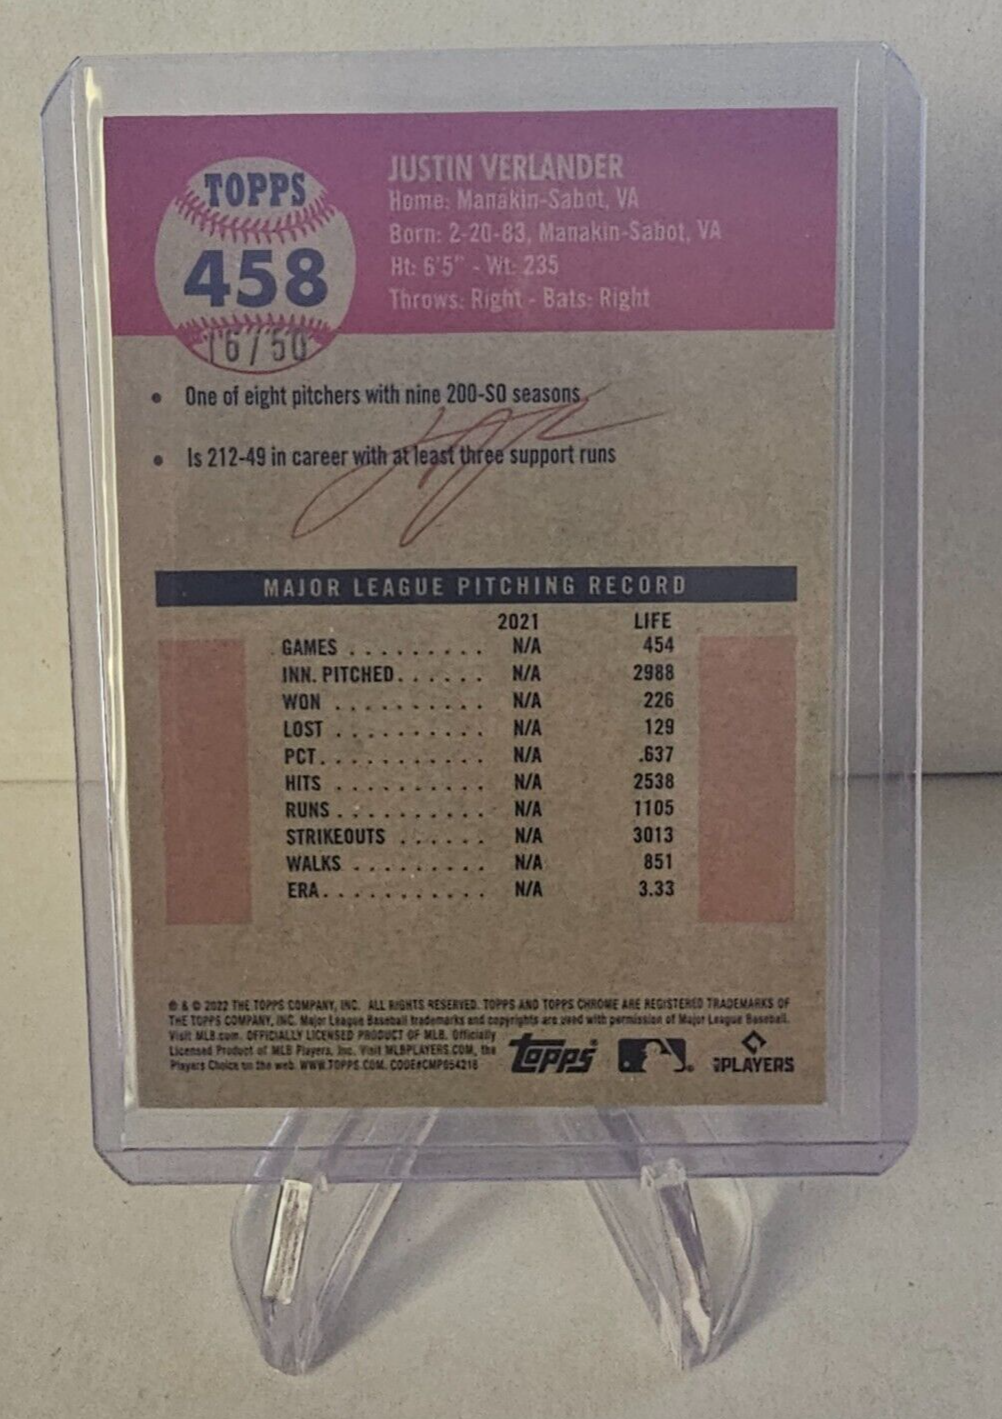 TOPPS
458
16/50
JUSTIN VERLANDER
Home: Manakin-Sabot, VA
Born: 2-20-83, Manakin-Sabot, VA
Ht: 6'5" - Wt: 235
Throws: Right - Bats: Right
• One of eight pitchers with nine 200-SO seasons
• Is 212-49 in career with at least three support runs
MAJOR LEAGUE PITCHING RECORD
2021 LIFE
GAMES . . . . . . . . . N/A 454
INN. PITCHED. . . . . . N/A 2988
WON . . . . . . . . . . N/A 226
LOST . . . . . . . . . . N/A 129
PCT. . . . . . . . . . . N/A .637
HITS . . . . . . . . . . N/A 2538
RUNS . . . . . . . . . . N/A 1105
STRIKEOUTS . . . . . . N/A 3013
WALKS . . . . . . . . . N/A 851
ERA. . . . . . . . . . . N/A 3.33
® & © 2022 THE TOPPS COMPANY, INC. ALL RIGHTS RESERVED. TOPPS AND TOPPS CHROME ARE REGISTERED TRADEMARKS OF
THE TOPPS COMPANY, INC. Major League Baseball trademarks and copyrights are used with permission of Major League Baseball.
Visit MLB.com. OFFICIALLY LICENSED PRODUCT OF MLB. Officially
Licensed Product of MLB Players, Inc. Visit MLBPLAYERS.COM, the
Players Choice on the web. WWW.TOPPS.COM. CODE#CMP054216
topps®
MLB PLAYERS